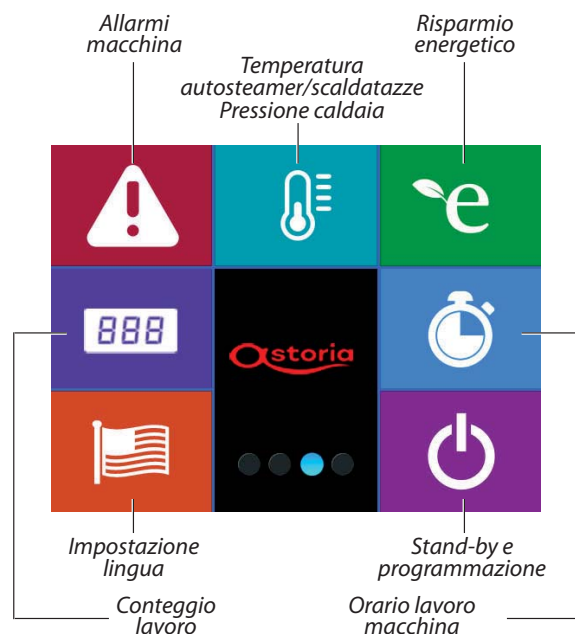 Allarmi
macchina
Risparmio
energetico
Temperatura
autosteamer/scaldatazze
Pressione caldaia
e
888
astoria
Impostazione
lingua
Stand-by e
programmazione
Conteggio
lavoro
Orario lavoro
macchina